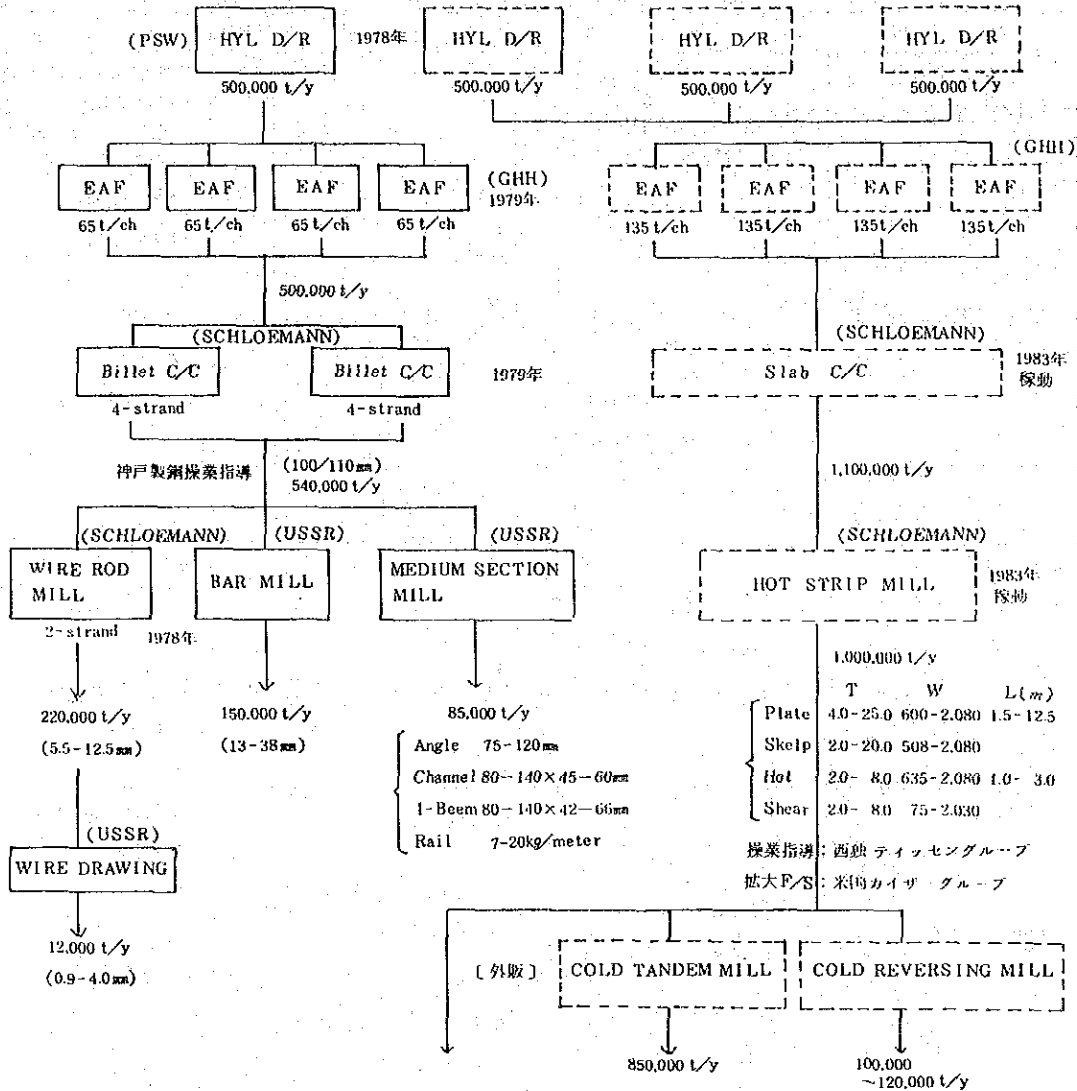 (PSW) HYL D/R 1978年 HYL D/R HYL D/R HYL D/R
500,000 t/y 500,000 t/y 500,000 t/y 500,000 t/y
(GHH)
EAF EAF EAF EAF (GHH) 1979年 EAF EAF EAF EAF
65t/ch 65t/ch 65t/ch 65t/ch 135t/ch 135t/ch 135t/ch 135t/ch
500,000 t/y
(SCHLOEMANN) (SCHLOEMANN)
Billet C/C Billet C/C 1979年 Slab C/C 1983年
稼動
4-strand 4-strand
神戸製鋼操業指導 (100/110mm)
540,000 t/y
1,100,000 t/y
(SCHLOEMANN) (USSR) (USSR) (SCHLOEMANN)
WIRE ROD MILL BAR MILL MEDIUM SECTION MILL HOT STRIP MILL 1983年
稼動
2-strand 1978年
1,000,000 t/y
220,000 t/y 150,000 t/y 85,000 t/y
(5.5-12.5mm) (13-38mm)
Angle 75-120mm
Channel 80-140×45-60mm
I-Beem 80-140×42-66mm
Rail 7-20kg/meter
T W L(m)
Plate 4.0-25.0 600-2.080 1.5-12.5
Skelp 2.0-20.0 508-2.080
Hot 2.0- 8.0 635-2.080 1.0- 3.0
Shear 2.0- 8.0 75-2.030
(USSR)
WIRE DRAWING
12,000 t/y
(0.9-4.0mm)
操業指導:西独 ティッセングループ
拡大F/S:米国カイザーグループ
〔外販〕 COLD TANDEM MILL COLD REVERSING MILL
850,000 t/y 100,000
~120,000 t/y